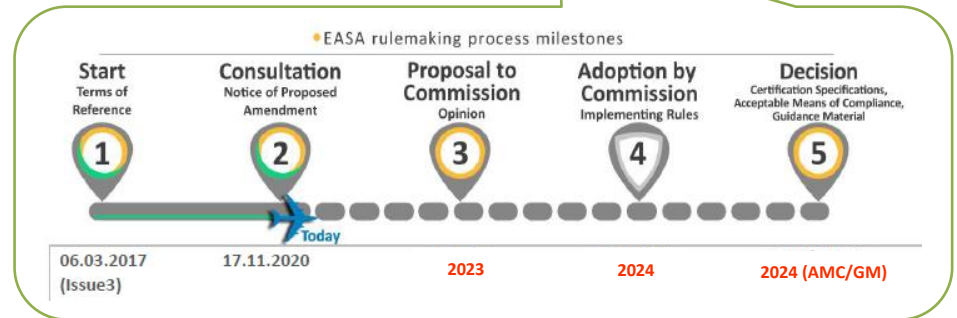 •EASA rulemaking process milestones
Start
Terms of
Reference
Consultation
Notice of Proposed
Amendment
Proposal to
Commission
Opinion
Adoption by
Commission
Implementing Rules
Decision
Certification Specifications,
Acceptable Means of Compliance,
Guidance Material
1
2
3
4
5
Today
06.03.2017
(Issue3)
17.11.2020
2023
2024
2024 (AMC/GM)